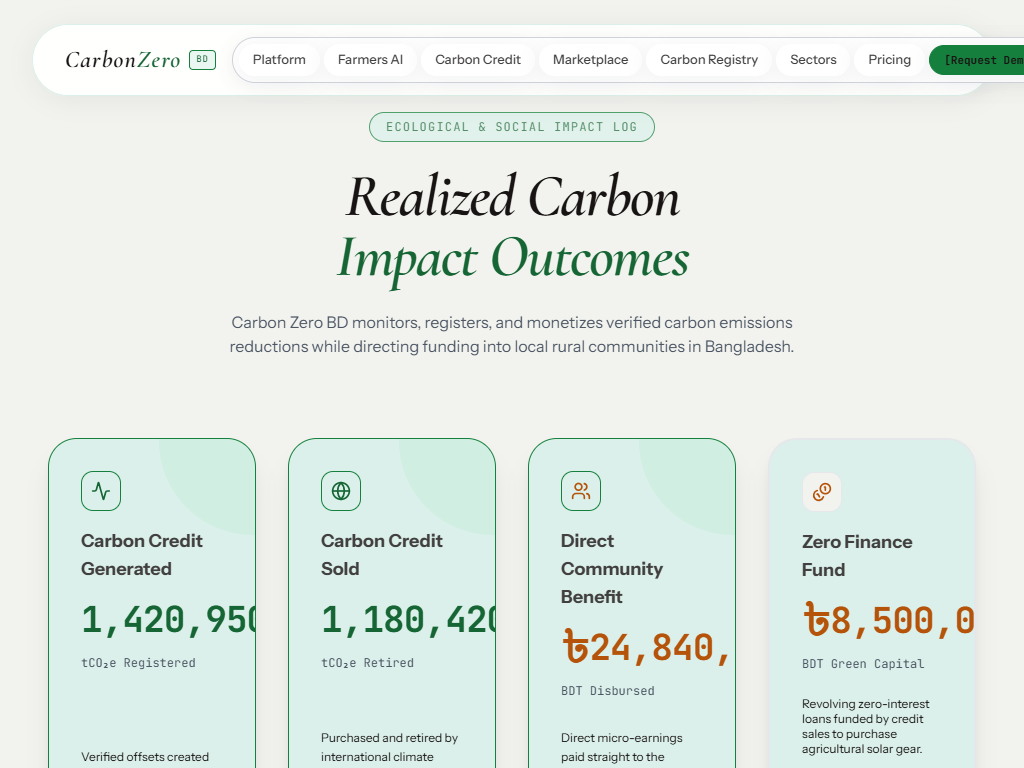 CarbonZero BD
Platform
Farmers AI
Carbon Credit
Marketplace
Carbon Registry
Sectors
Pricing
[Request
ECOLOGICAL & SOCIAL IMPACT LOG
Realized Carbon
Impact Outcomes
Carbon Zero BD monitors, registers, and monetizes verified carbon emissions
reductions while directing funding into local rural communities in Bangladesh.
Carbon Credit
Generated
1,420,950
tCO₂e Registered
Verified offsets created
Carbon Credit
Sold
1,180,420
tCO₂e Retired
Purchased and retired by
international climate
Direct
Community
Benefit
৳24,840,
BDT Disbursed
Direct micro-earnings
paid straight to the
Zero Finance
Fund
৳8,500,0
BDT Green Capital
Revolving zero-interest
loans funded by credit
sales to purchase
agricultural solar gear.